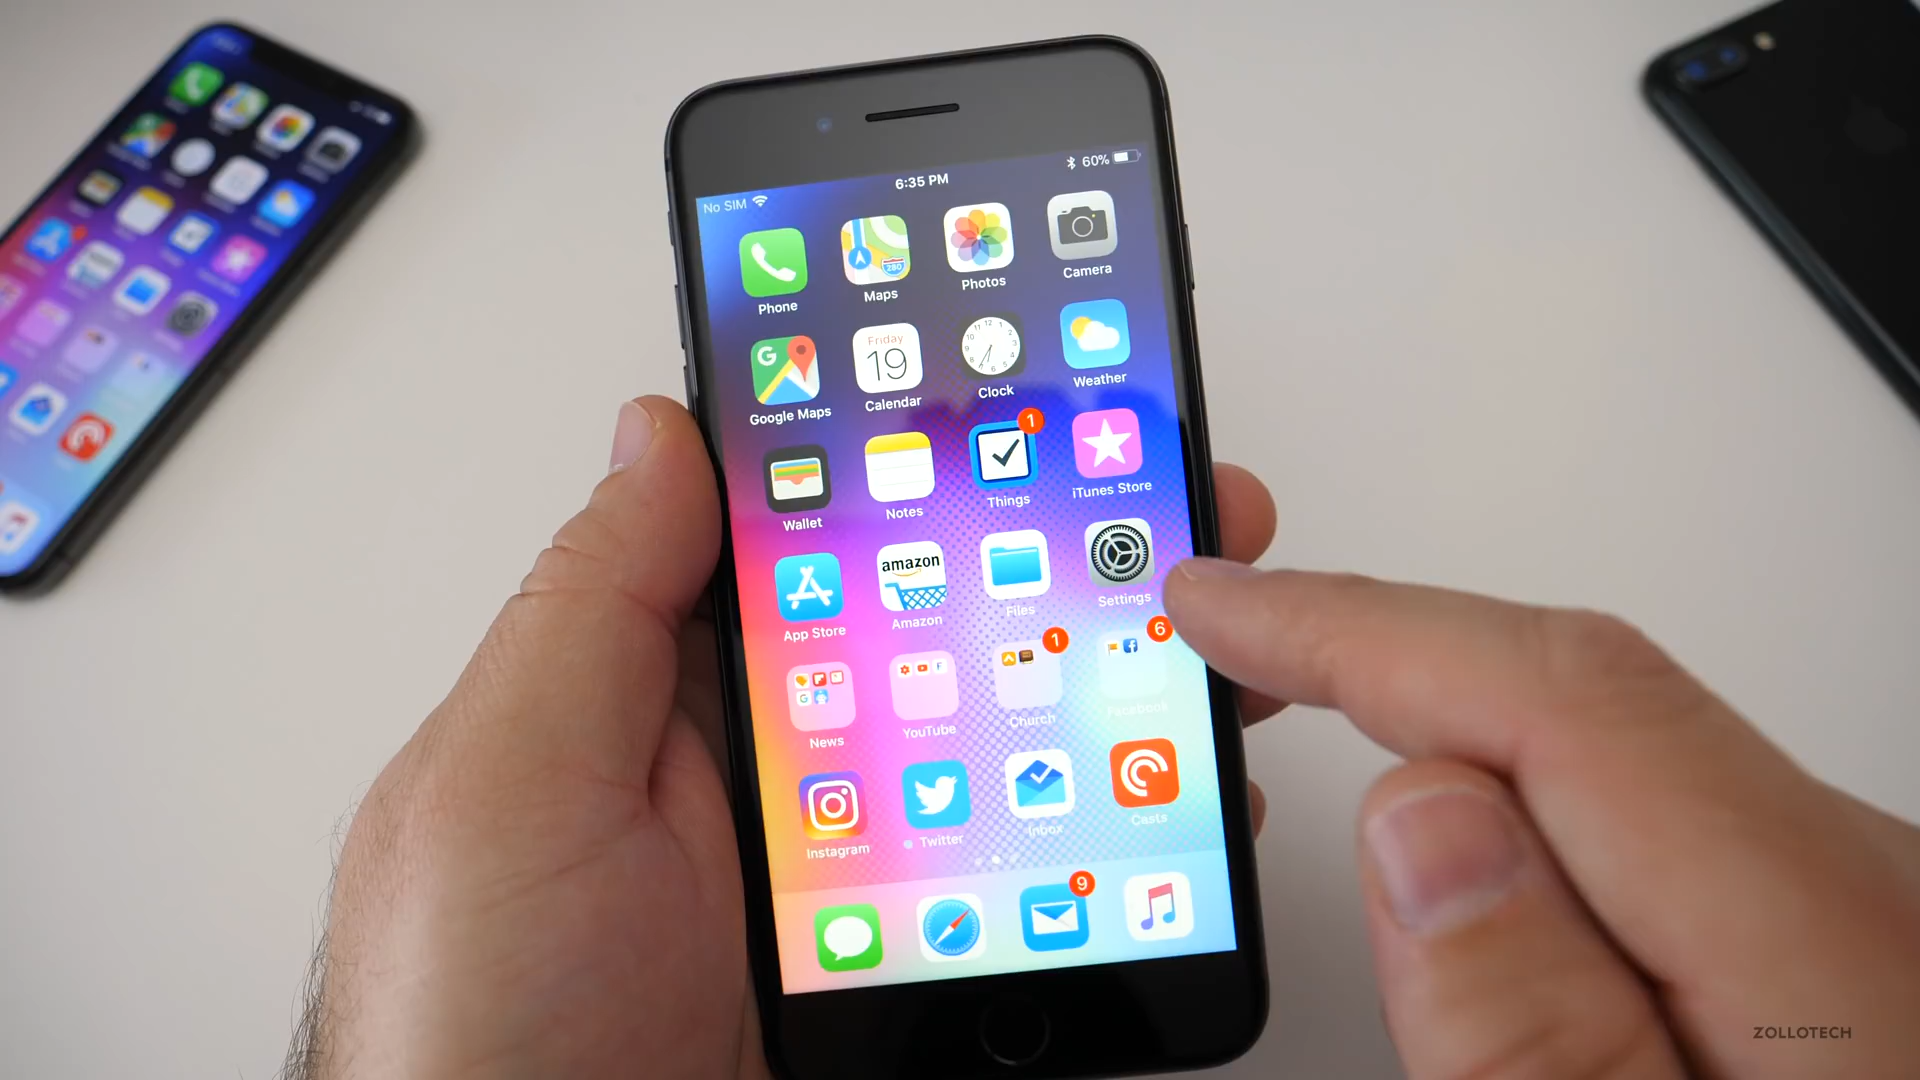 No SIM 6:35 PM 60%
Phone Maps Photos Camera
280
Google Maps Calendar Clock Weather
G Friday
19
Wallet Notes Things iTunes Store
1
App Store Amazon Files Settings
amazon
News YouTube Church Facebook
1 6
Instagram Twitter Inbox Casts
9
ZOLLOTECH